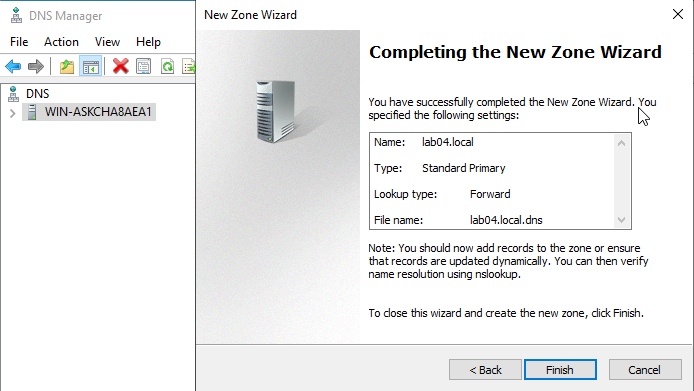 DNS Manager
File Action View Help
DNS
WIN-ASKCHA8AEA1
New Zone Wizard
Completing the New Zone Wizard
You have successfully completed the New Zone Wizard. You
specified the following settings:
Name: lab04.local
Type: Standard Primary
Lookup type: Forward
File name: lab04.local.dns
Note: You should now add records to the zone or ensure
that records are updated dynamically. You can then verify
name resolution using nslookup.
To close this wizard and create the new zone, click Finish.
< Back Finish Cancel